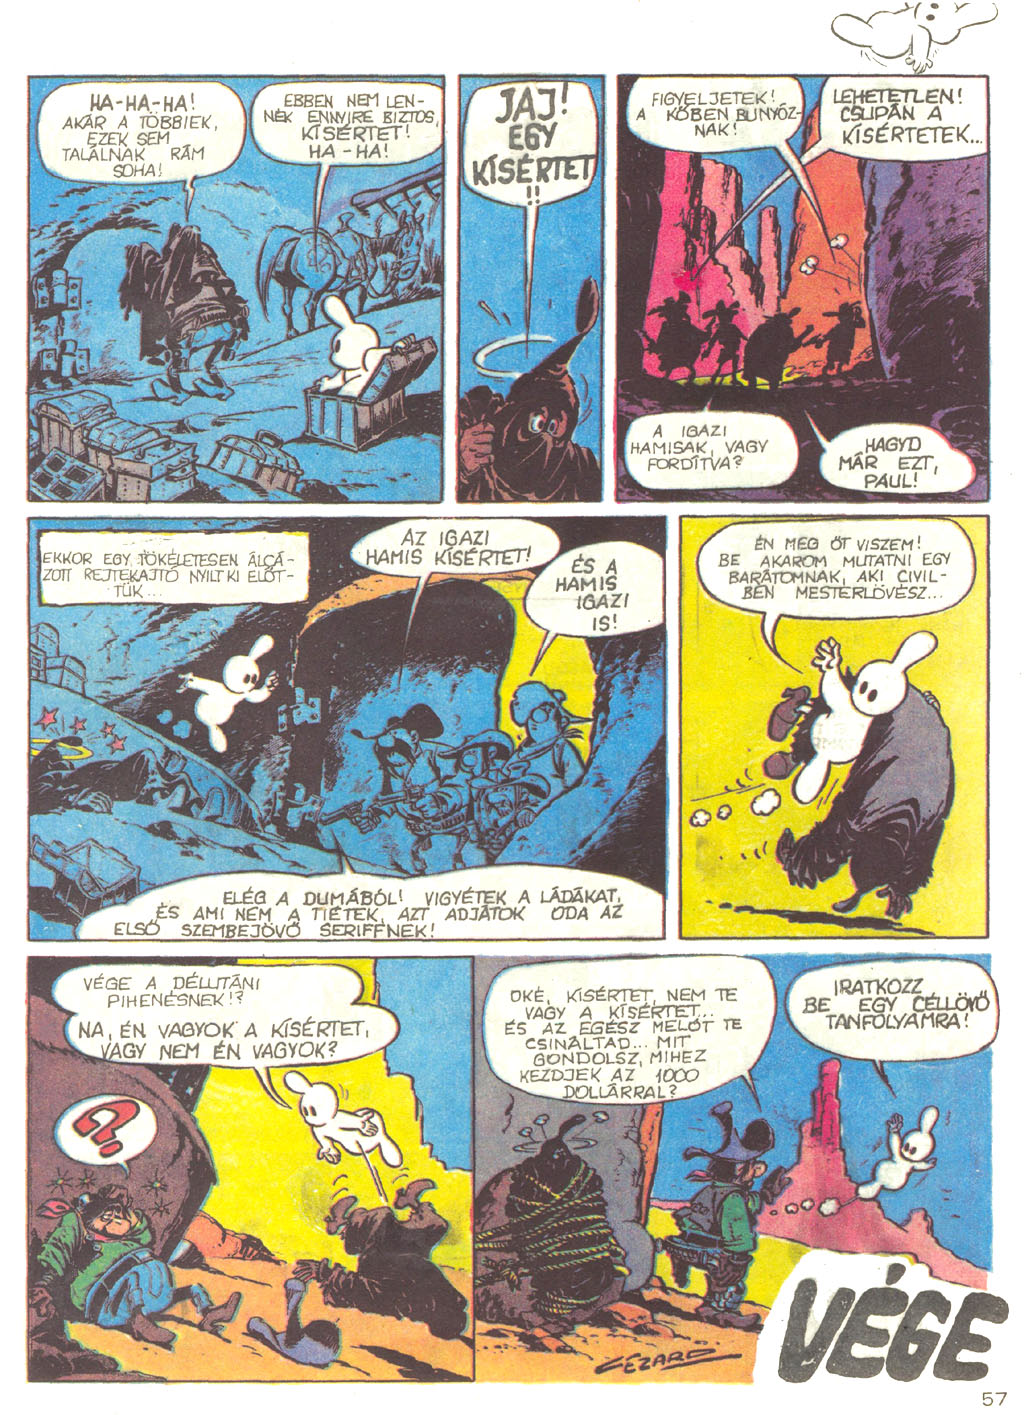 HA-HA-HA!
AKÁR A TÖBBIEK,
EZEK SEM
TALÁLNAK RÁM
SOHA!
EBBEN NEM LEN-
NÉK ENNYIRE BIZTOS,
KÍSÉRTET!
HA-HA!
JAJ!
EGY
KÍSÉRTET
!!
FIGYELJETEK!
A KŐBEN BUNYÓZ-
NAK!
LEHETETLEN!
CSUPÁN A
KÍSÉRTETEK...
A IGAZI
HAMISAK, VAGY
FORDÍTVA?
HAGYD
MÁR EZT,
PAUL!
EKKOR EGY TÖKÉLETESEN ÁLCÁ-
ZOTT REJTEKAJTÓ NYILT KI ELŐT-
TÜK...
AZ IGAZI
HAMIS KÍSÉRTET!
ÉS A
HAMIS
IGAZI
IS!
ELÉG A DUMÁBÓL! VIGYÉTEK A LÁDÁKAT,
ÉS AMI NEM A TIÉTEK, AZT ADJÁTOK ODA AZ
ELSŐ SZEMBEJÖVŐ SERIFFNEK!
ÉN MEG ŐT VISZEM!
BE AKAROM MUTATNI EGY
BARÁTOMNAK, AKI CIVIL-
BEN MESTERLÖVÉSZ...
VÉGE A DÉLUTÁNI
PIHENÉSNEK!?
NA, ÉN VAGYOK A KÍSÉRTET,
VAGY NEM ÉN VAGYOK?
?
OKÉ, KÍSÉRTET, NEM TE
VAGY A KÍSÉRTET...
ÉS AZ EGÉSZ MELÓT TE
CSINÁLTAD... MIT
GONDOLSZ, MIHEZ
KEZDJEK AZ 1000
DOLLÁRRAL?
IRATKOZZ
BE EGY CÉLLÖVŐ
TANFOLYAMRA!
CÉZARD
VÉGE
57